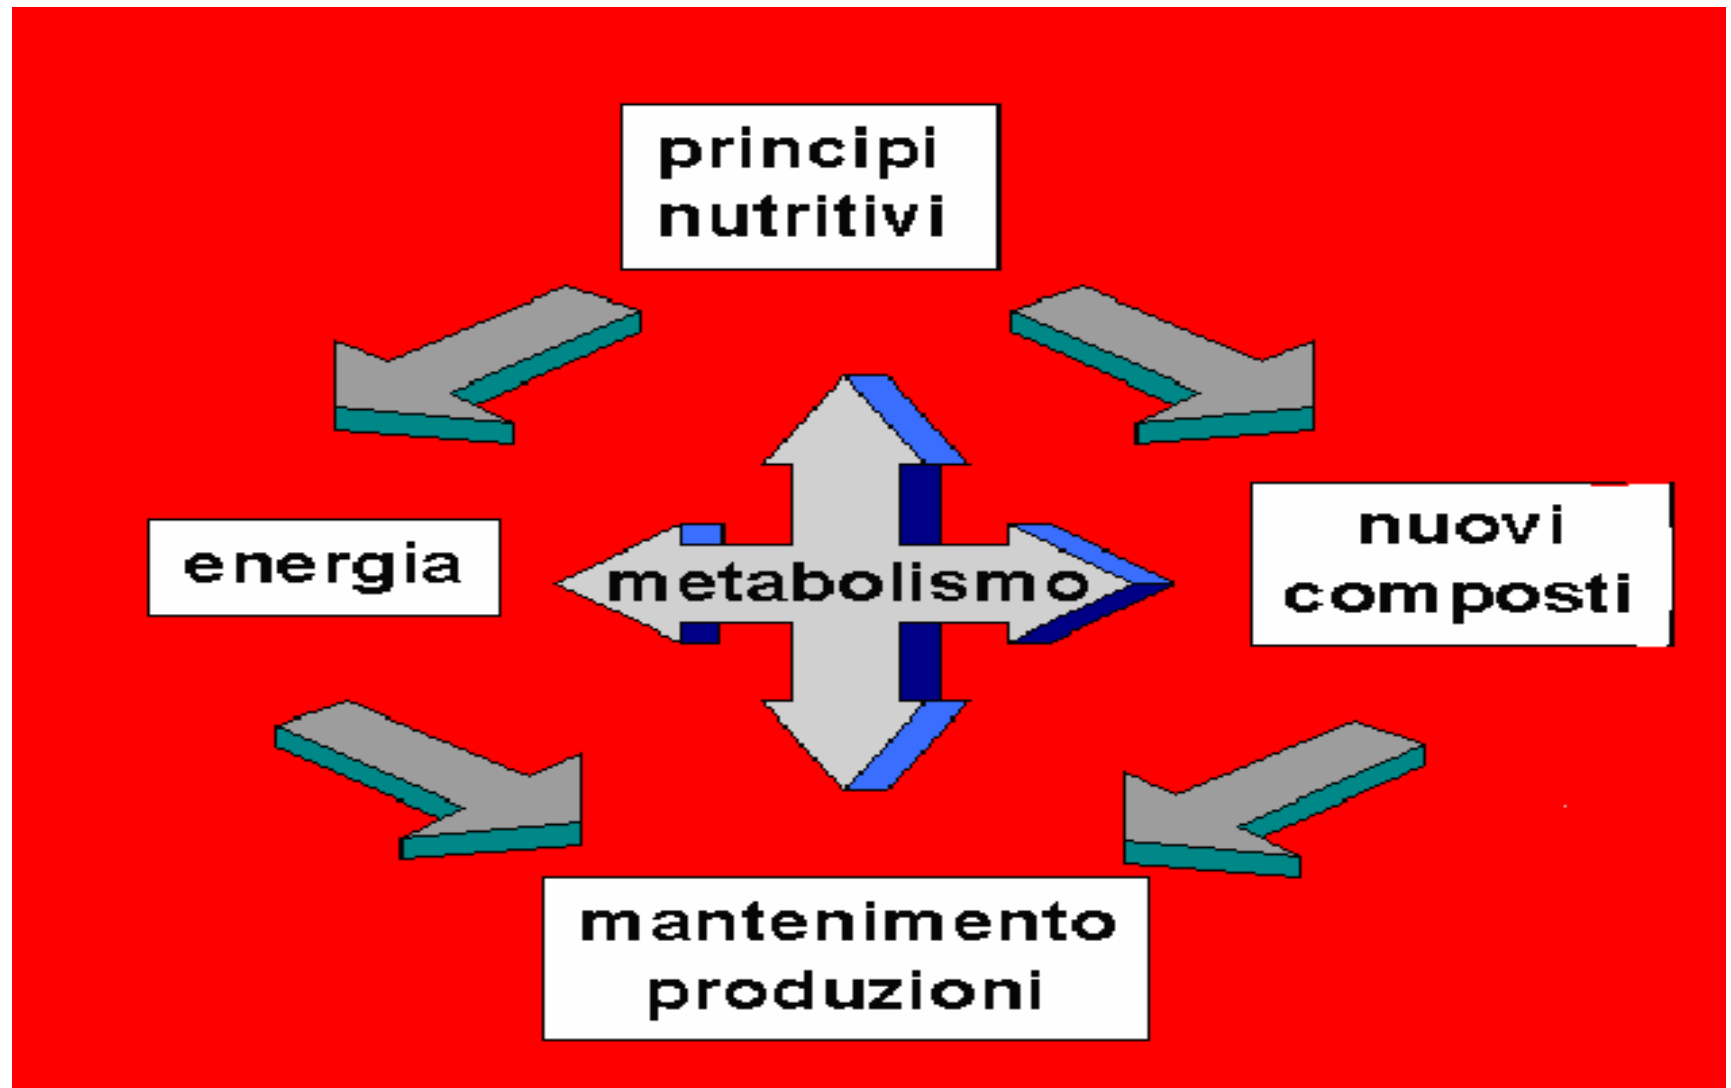 principi
nutritivi
energia
metabolismo
nuovi
composti
mantenimento
produzioni